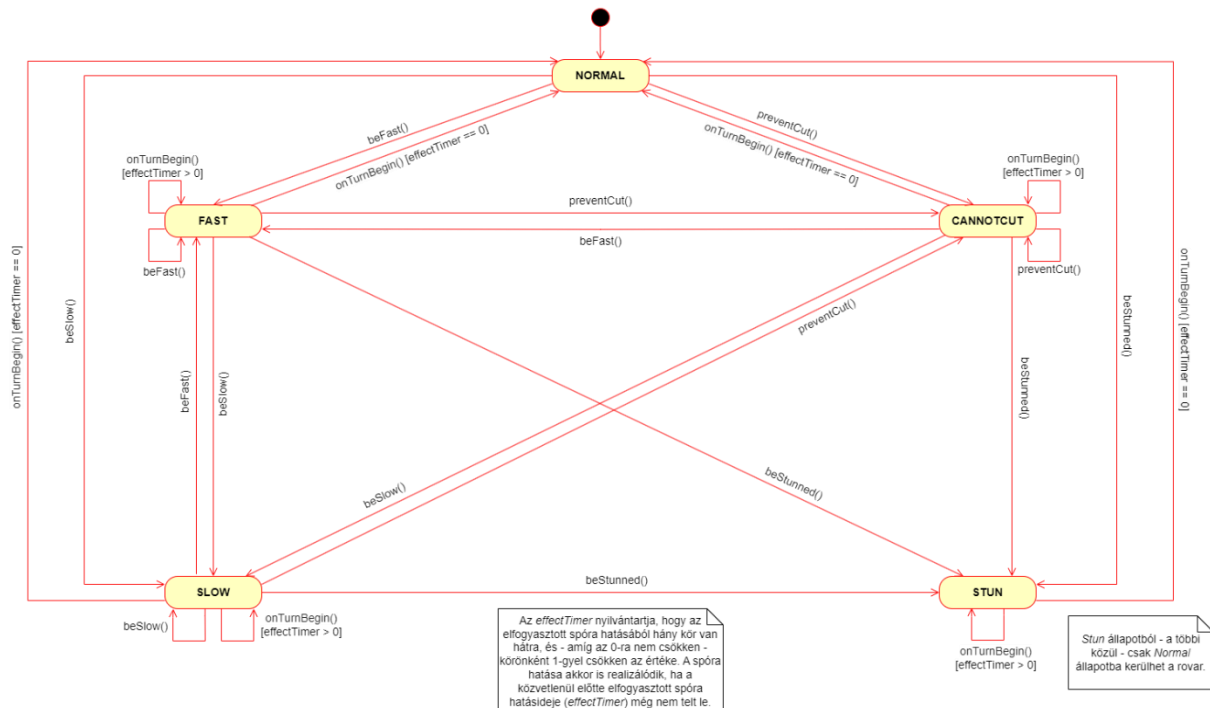 NORMAL
beFast()
onTurnBegin() [effectTimer == 0]
preventCut()
onTurnBegin() [effectTimer == 0]
onTurnBegin()
[effectTimer > 0]
onTurnBegin()
[effectTimer > 0]
FAST
preventCut()
CANNOTCUT
beFast()
beFast()
preventCut()
onTurnBegin() [effectTimer == 0]
beSlow()
beFast()
beSlow()
preventCut()
beSlow()
beStunned()
beStunned()
beStunned()
onTurnBegin() [effectTimer == 0]
SLOW
beStunned()
STUN
beSlow()
onTurnBegin()
[effectTimer > 0]
onTurnBegin()
[effectTimer > 0]
Az effectTimer nyilvántartja, hogy az
elfogyasztott spóra hatásából hány kör van
hátra, és - amíg az 0-ra nem csökken -
körönként 1-gyel csökken az értéke. A spóra
hatása akkor is realizálódik, ha a
közvetlenül előtte elfogyasztott spóra
hatásideje (effectTimer) még nem telt le.
Stun állapotból - a többi
közül - csak Normal
állapotba kerülhet a rovar.